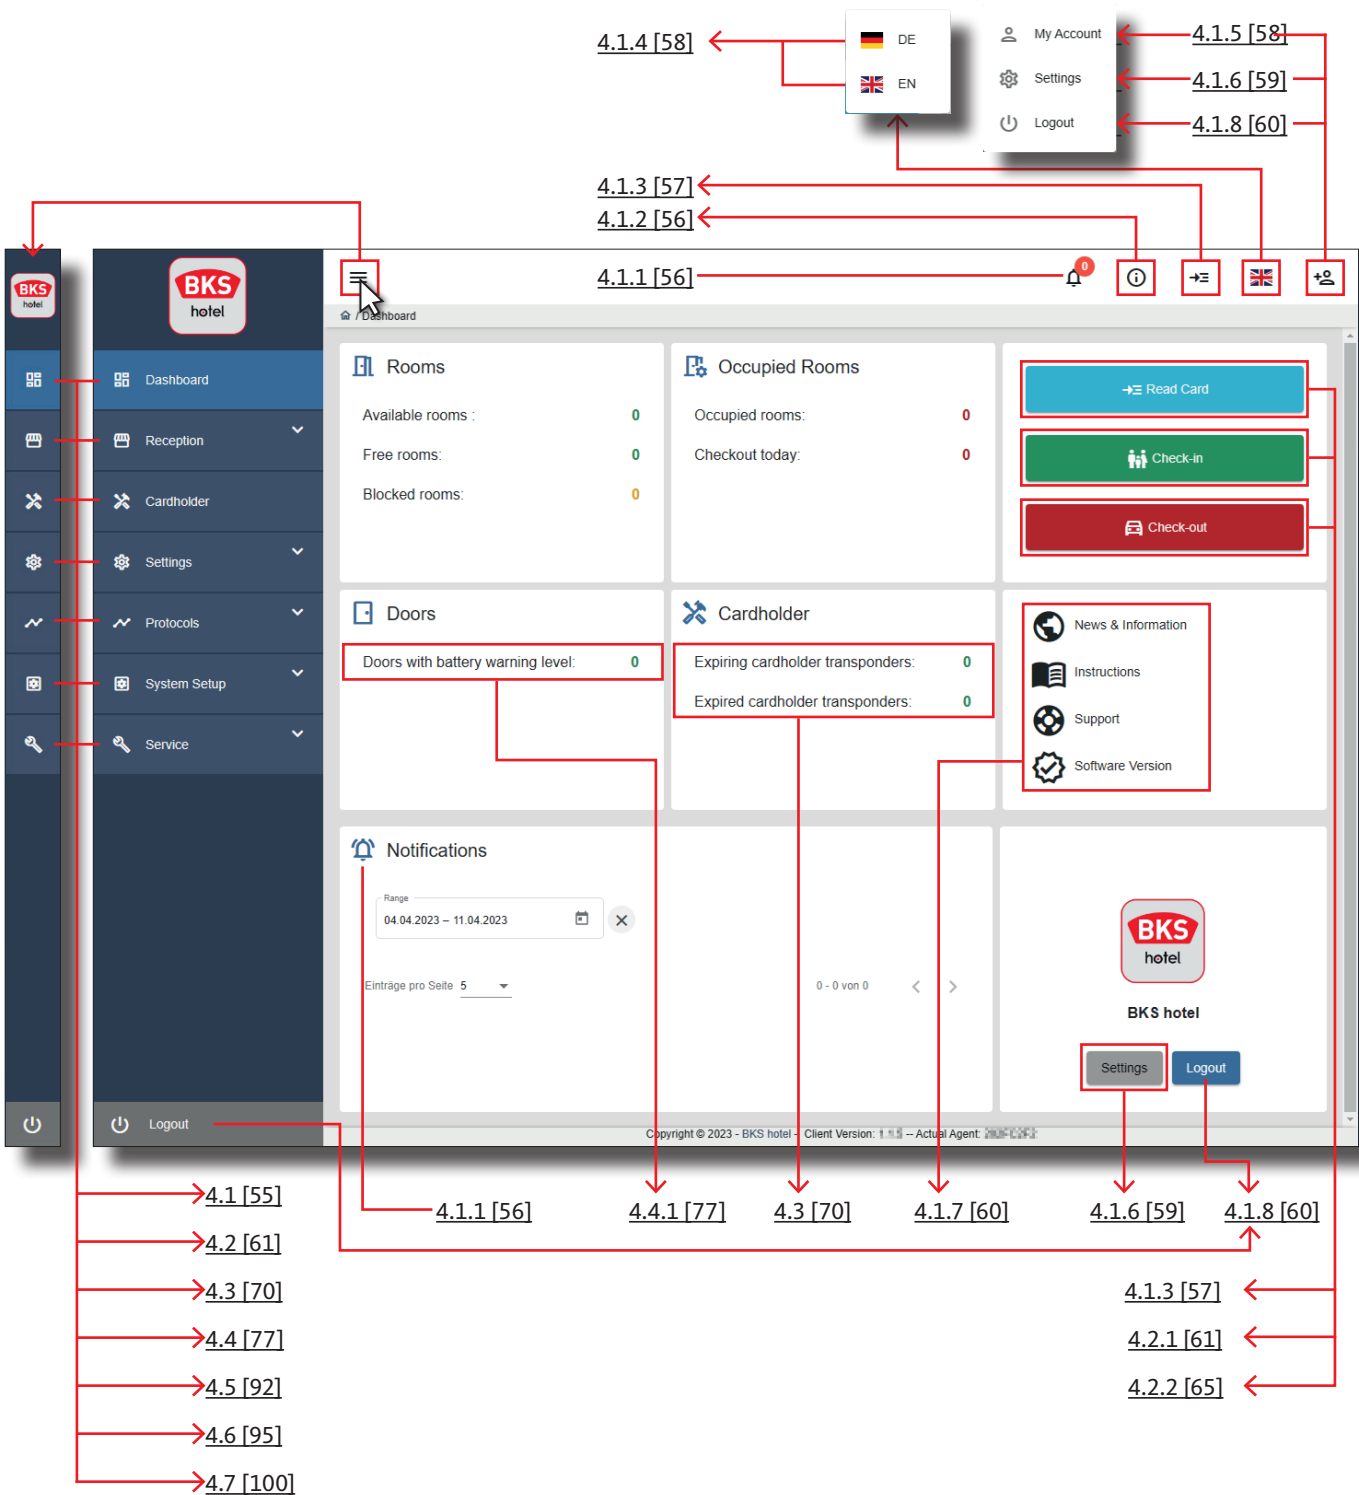 4.1.4 [58]
DE
EN
My Account
4.1.5 [58]
Settings
4.1.6 [59]
Logout
4.1.8 [60]
4.1.3 [57]
4.1.2 [56]
4.1.1 [56]
0
BKS
hotel
BKS
hotel
/ Dashboard
Dashboard
Reception
Cardholder
Settings
Protocols
System Setup
Service
Logout
Rooms
Available rooms : 0
Free rooms: 0
Blocked rooms: 0
Occupied Rooms
Occupied rooms: 0
Checkout today: 0
Read Card
Check-in
Check-out
Doors
Doors with battery warning level: 0
Cardholder
Expiring cardholder transponders: 0
Expired cardholder transponders: 0
News & Information
Instructions
Support
Software Version
Notifications
Range
04.04.2023 – 11.04.2023
Einträge pro Seite 5
0 - 0 von 0
BKS
hotel
BKS hotel
Settings
Logout
Copyright © 2023 - BKS hotel - Client Version: -- Actual Agent:
4.1 [55]
4.2 [61]
4.3 [70]
4.4 [77]
4.5 [92]
4.6 [95]
4.7 [100]
4.1.1 [56]
4.4.1 [77]
4.3 [70]
4.1.7 [60]
4.1.6 [59]
4.1.8 [60]
4.1.3 [57]
4.2.1 [61]
4.2.2 [65]